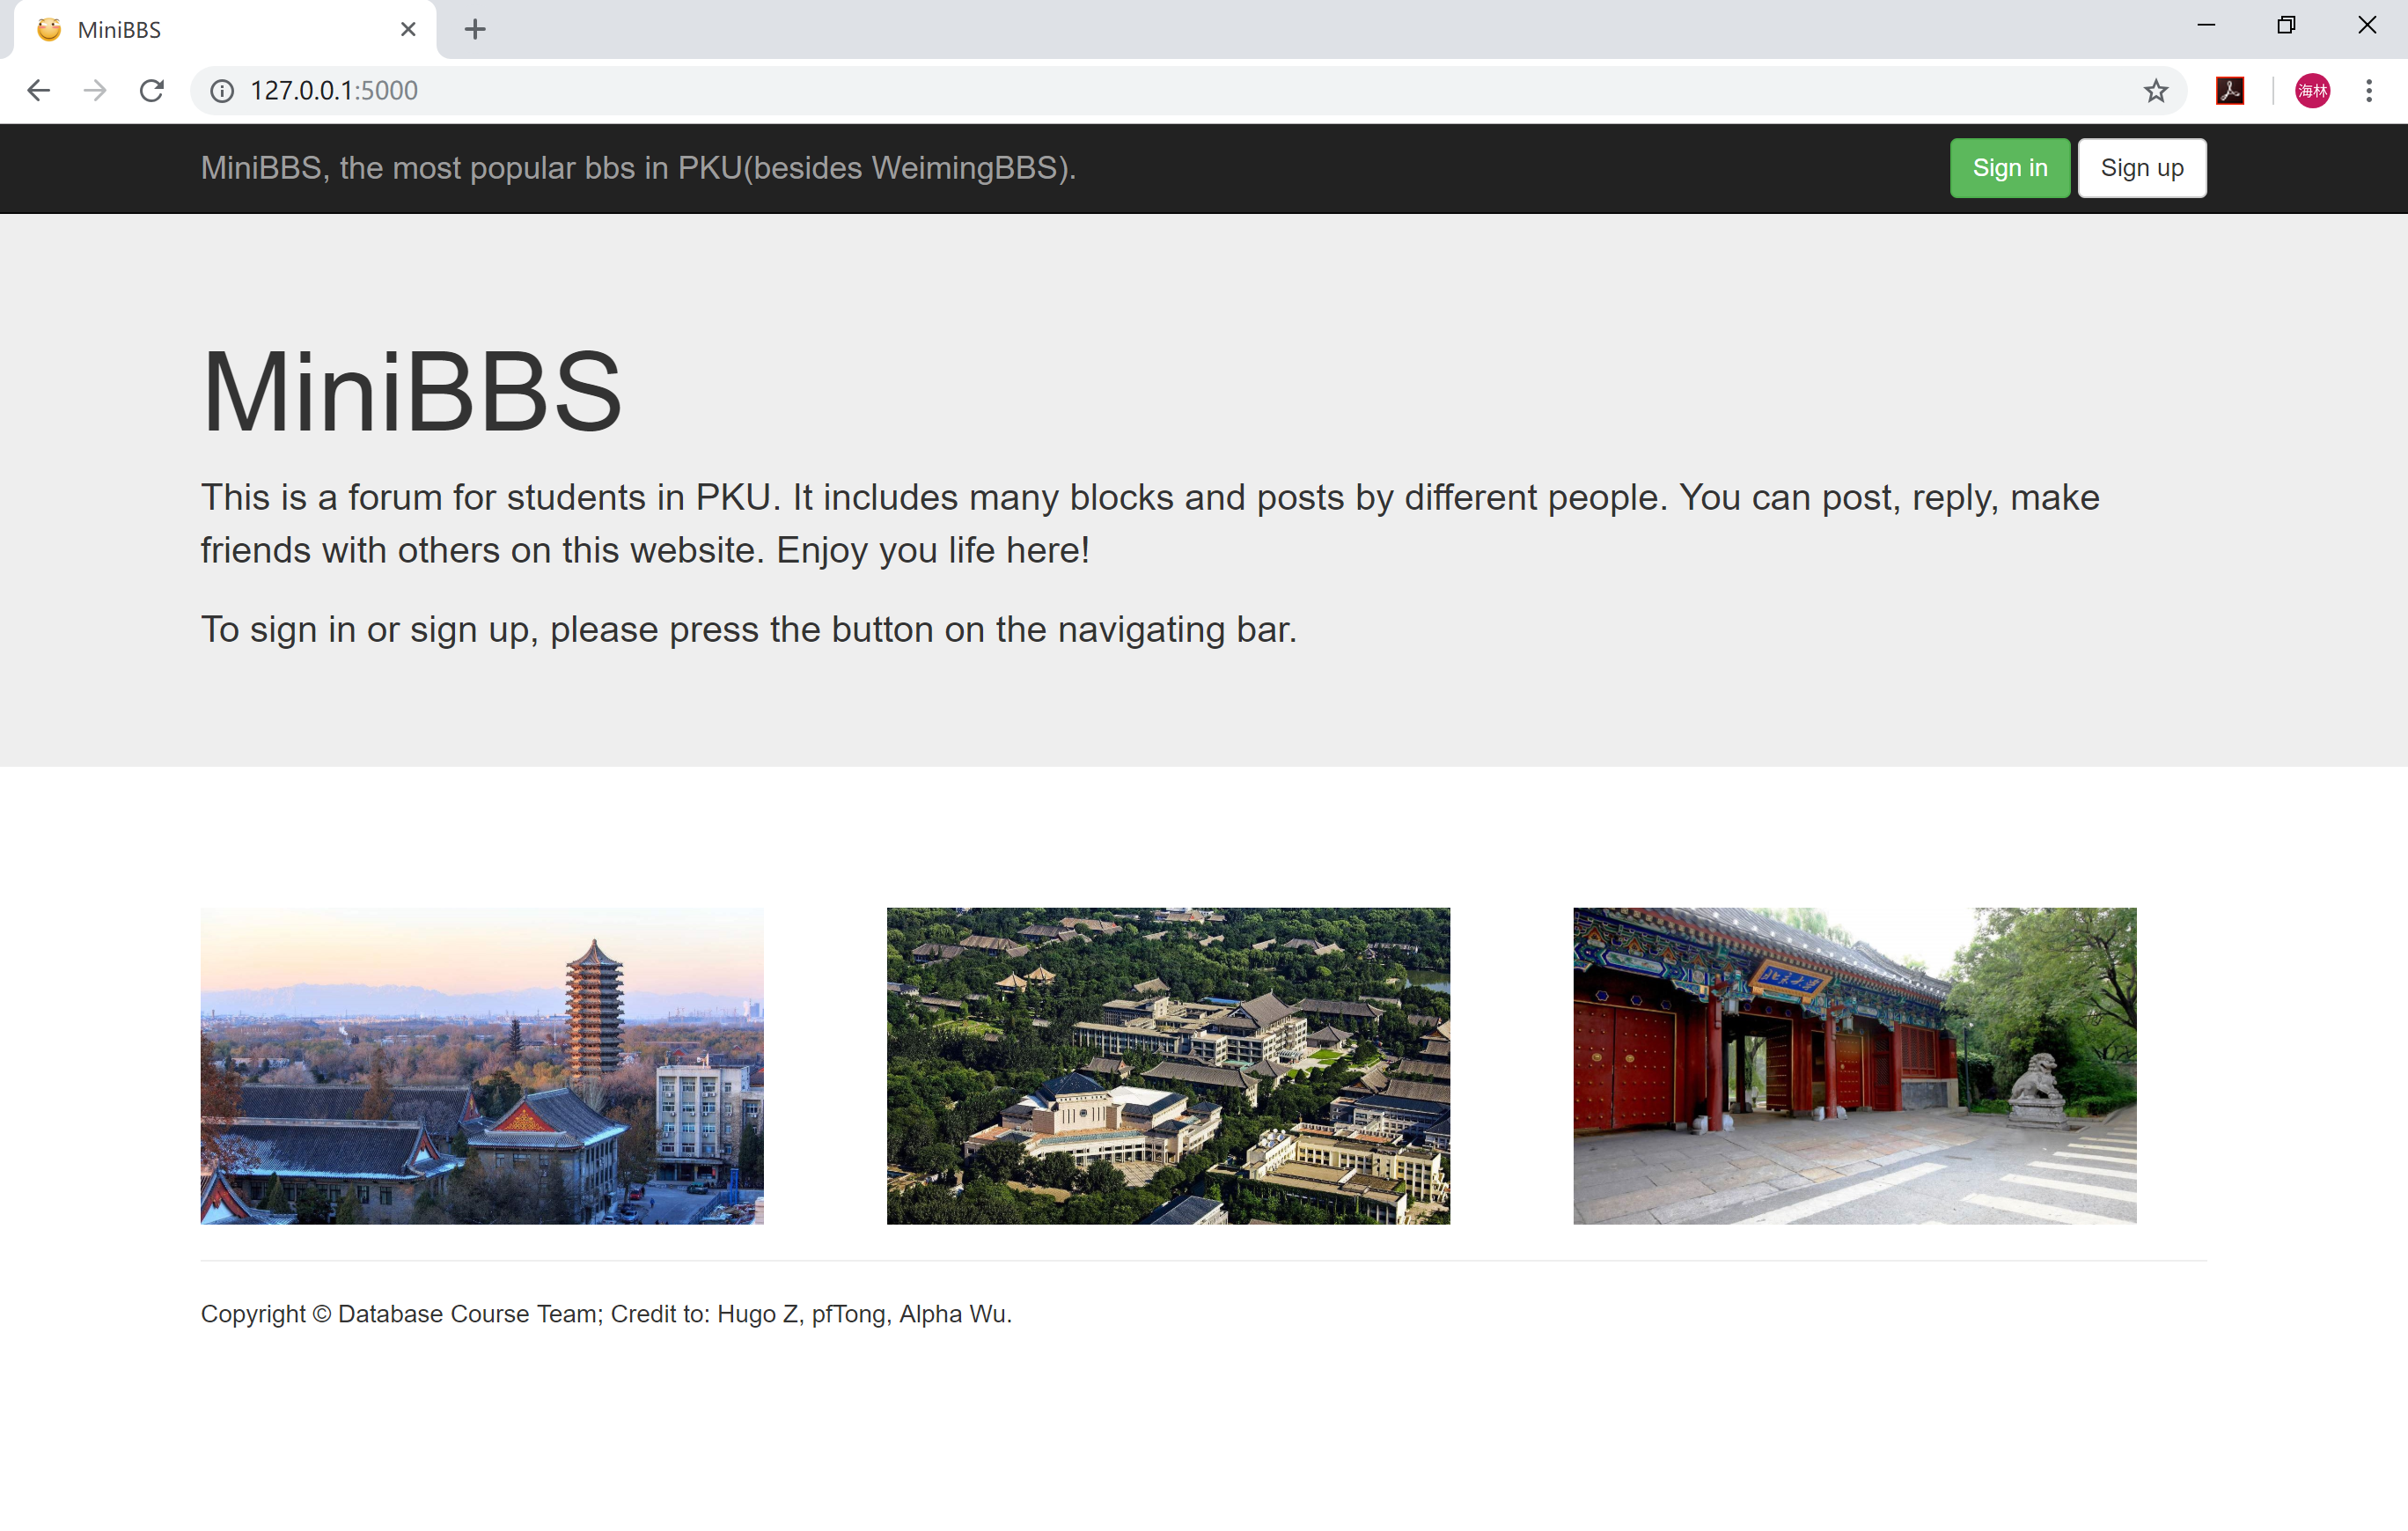 MiniBBS
127.0.0.1:5000
海林
MiniBBS, the most popular bbs in PKU(besides WeimingBBS).
Sign in
Sign up
MiniBBS
This is a forum for students in PKU. It includes many blocks and posts by different people. You can post, reply, make
friends with others on this website. Enjoy you life here!
To sign in or sign up, please press the button on the navigating bar.
北京大学
Copyright © Database Course Team; Credit to: Hugo Z, pfTong, Alpha Wu.